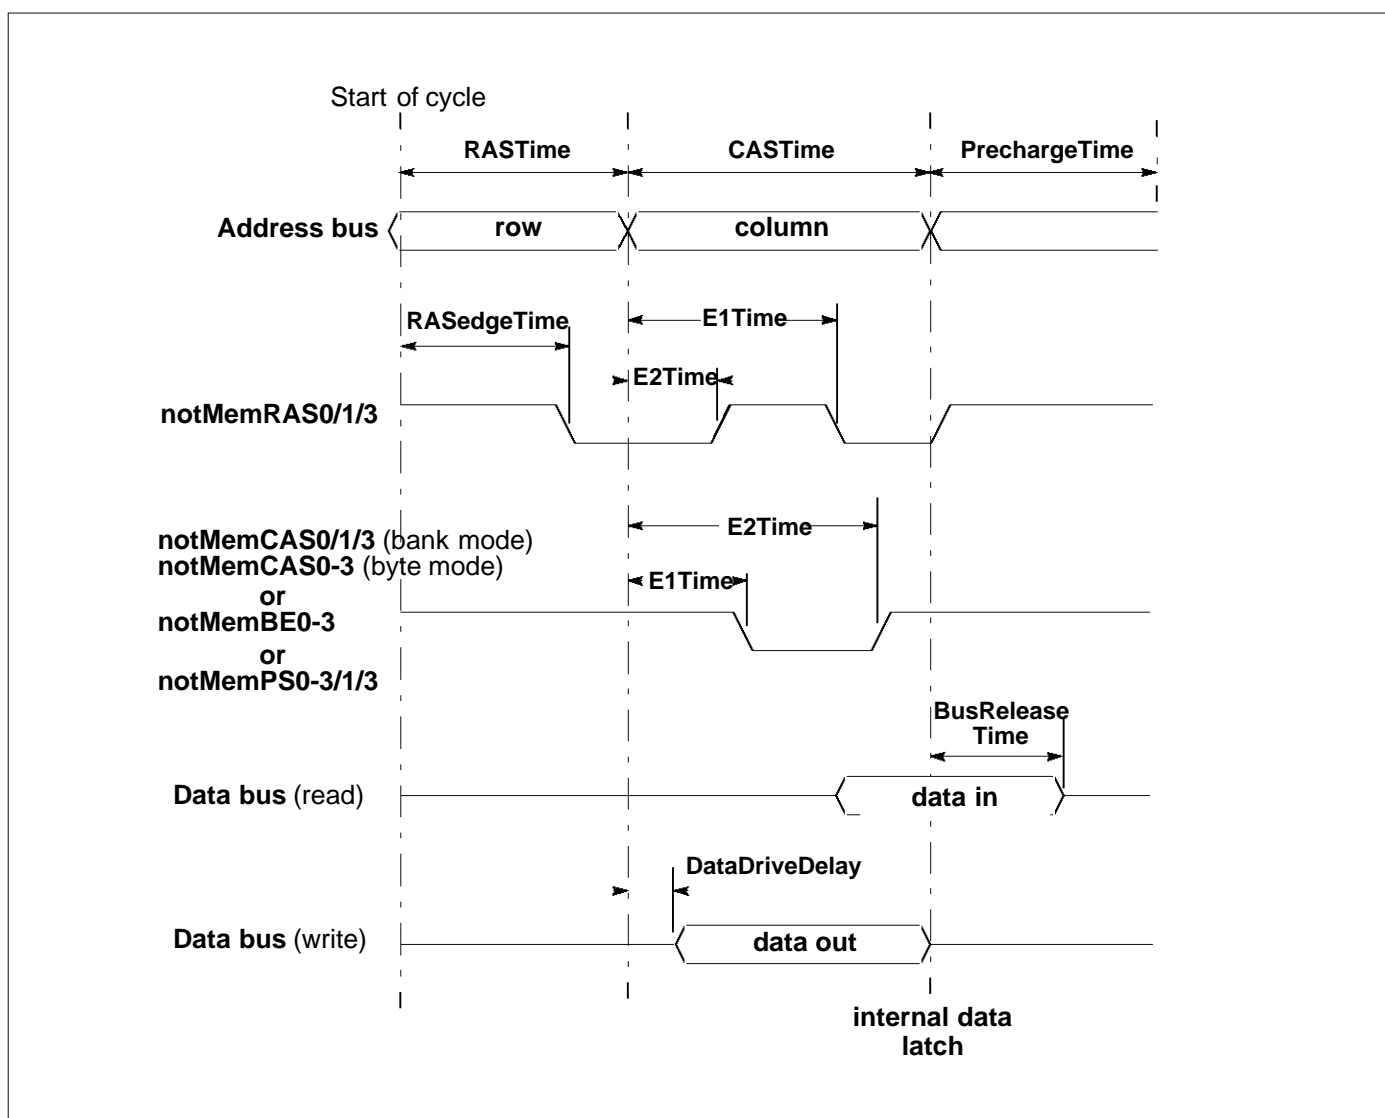 Start of cycle
RASTime
CASTime
PrechargeTime
Address bus
row
column
RASedgeTime
E1Time
E2Time
notMemRAS0/1/3
E2Time
notMemCAS0/1/3 (bank mode)
notMemCAS0-3 (byte mode)
E1Time
or
notMemBE0-3
or
notMemPS0-3/1/3
BusRelease
Time
Data bus (read)
data in
DataDriveDelay
Data bus (write)
data out
internal data
latch